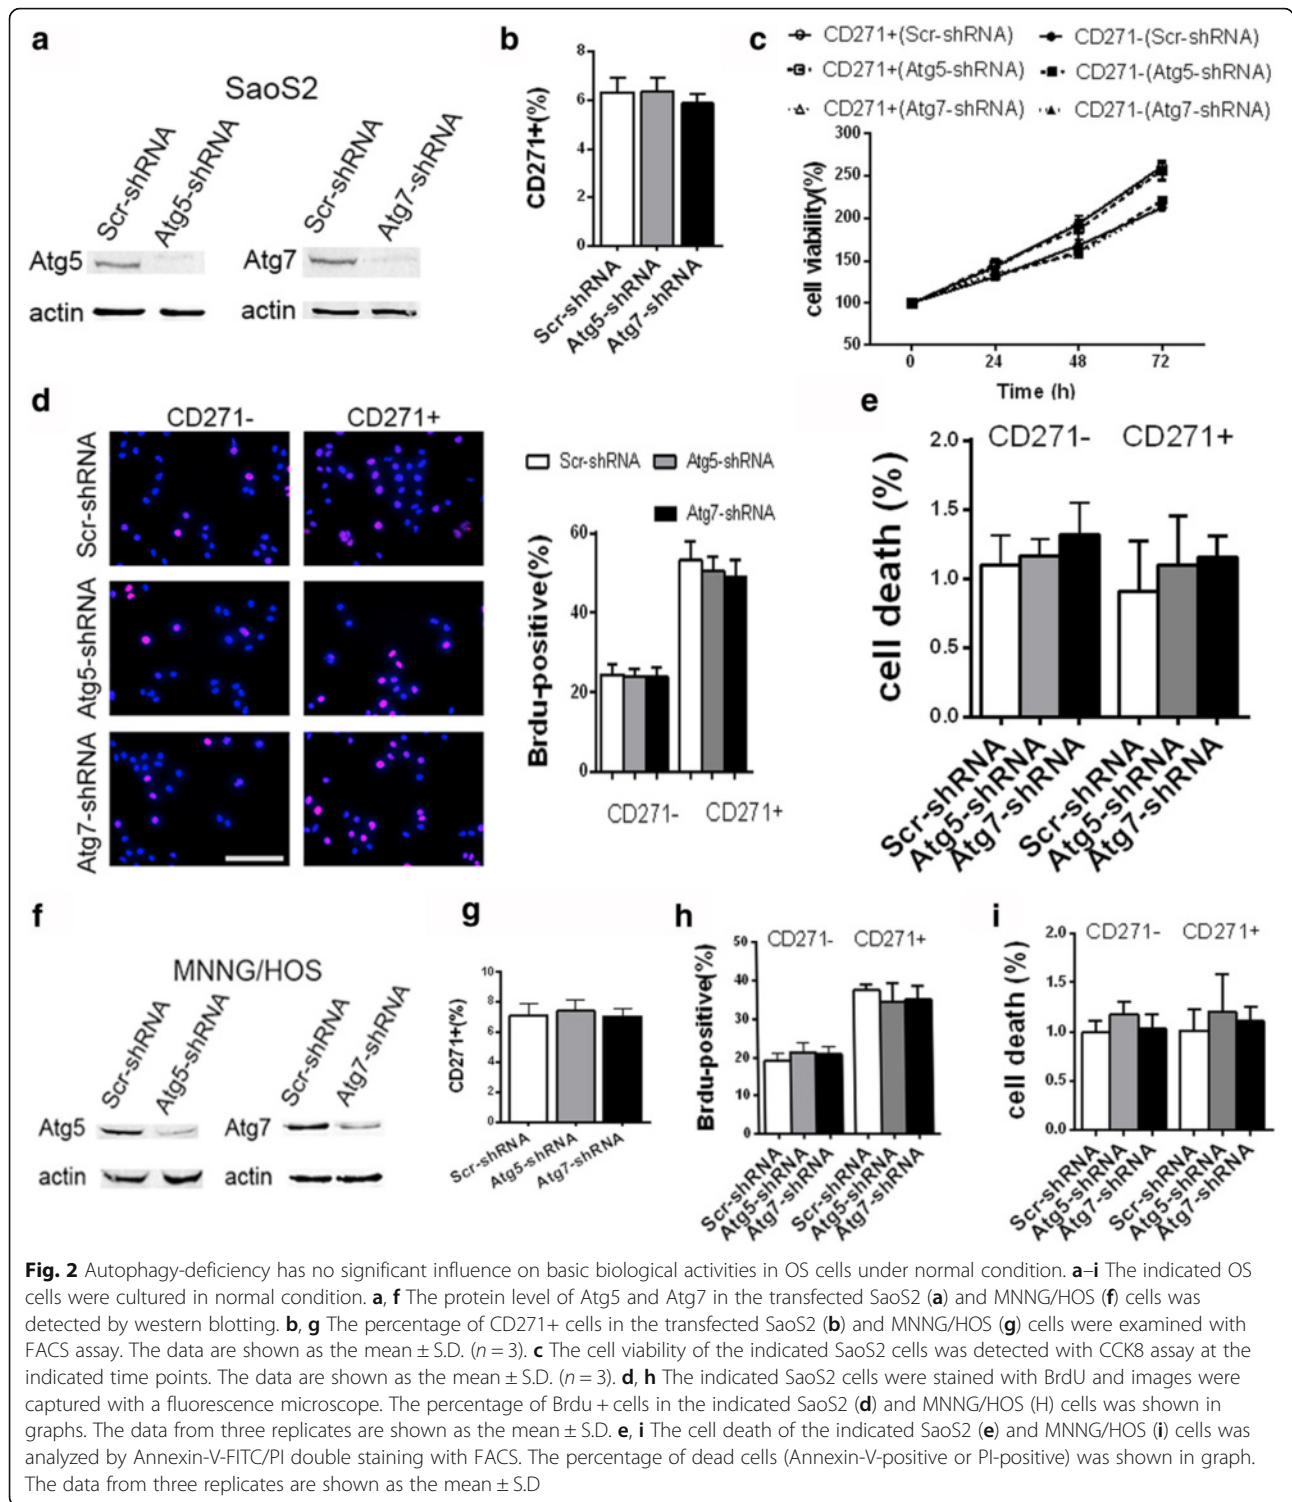 a
SaoS2
Scr-shRNA
Atg5-shRNA
Scr-shRNA
Atg7-shRNA
Atg5
Atg7
actin
actin
b
CD271+(%)
8
6
4
2
0
Scr-shRNA
Atg5-shRNA
Atg7-shRNA
c
CD271+(Scr-shRNA)
CD271-(Scr-shRNA)
CD271+(Atg5-shRNA)
CD271-(Atg5-shRNA)
CD271+(Atg7-shRNA)
CD271-(Atg7-shRNA)
cell viability(%)
300
250
200
150
100
50
0
24
48
72
Time (h)
d
CD271-
CD271+
Scr-shRNA
Atg5-shRNA
Atg7-shRNA
Scr-shRNA
Atg5-shRNA
Atg7-shRNA
Brdu-positive(%)
60
40
20
0
CD271-
CD271+
e
cell death (%)
CD271-
CD271+
2.0
1.5
1.0
0.5
0.0
Scr-shRNA
Atg5-shRNA
Atg7-shRNA
Scr-shRNA
Atg5-shRNA
Atg7-shRNA
f
MNNG/HOS
Scr-shRNA
Atg5-shRNA
Scr-shRNA
Atg7-shRNA
Atg5
Atg7
actin
actin
g
CD271+(%)
10
8
6
4
2
0
Scr-shRNA
Atg5-shRNA
Atg7-shRNA
h
Brdu-positive(%)
CD271-
CD271+
50
40
30
20
10
0
Scr-shRNA
Atg5-shRNA
Atg7-shRNA
Scr-shRNA
Atg5-shRNA
Atg7-shRNA
i
cell death (%)
CD271-
CD271+
2.0
1.5
1.0
0.5
0.0
Scr-shRNA
Atg5-shRNA
Atg7-shRNA
Scr-shRNA
Atg5-shRNA
Atg7-shRNA
Fig. 2 Autophagy-deficiency has no significant influence on basic biological activities in OS cells under normal condition. a–i The indicated OS
cells were cultured in normal condition. a, f The protein level of Atg5 and Atg7 in the transfected SaoS2 (a) and MNNG/HOS (f) cells was
detected by western blotting. b, g The percentage of CD271+ cells in the transfected SaoS2 (b) and MNNG/HOS (g) cells were examined with
FACS assay. The data are shown as the mean ± S.D. (n = 3). c The cell viability of the indicated SaoS2 cells was detected with CCK8 assay at the
indicated time points. The data are shown as the mean ± S.D. (n = 3). d, h The indicated SaoS2 cells were stained with BrdU and images were
captured with a fluorescence microscope. The percentage of Brdu + cells in the indicated SaoS2 (d) and MNNG/HOS (H) cells was shown in
graphs. The data from three replicates are shown as the mean ± S.D. e, i The cell death of the indicated SaoS2 (e) and MNNG/HOS (i) cells was
analyzed by Annexin-V-FITC/PI double staining with FACS. The percentage of dead cells (Annexin-V-positive or PI-positive) was shown in graph.
The data from three replicates are shown as the mean ± S.D